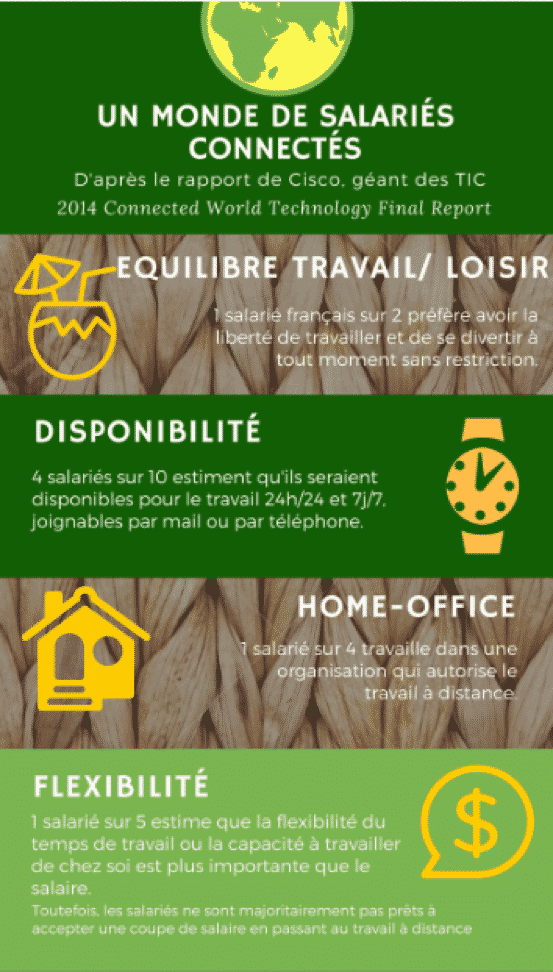 UN MONDE DE SALARIÉS
CONNECTÉS
D'après le rapport de Cisco, géant des TIC
2014 Connected World Technology Final Report
EQUILIBRE TRAVAIL/ LOISIR
1 salarié français sur 2 préfère avoir la
liberté de travailler et de se divertir à
tout moment sans restriction.
DISPONIBILITÉ
4 salariés sur 10 estiment qu'ils seraient
disponibles pour le travail 24h/24 et 7j/7,
joignables par mail ou par téléphone.
HOME-OFFICE
1 salarié sur 4 travaille dans une
organisation qui autorise le
travail à distance.
FLEXIBILITÉ
1 salarié sur 5 estime que la flexibilité du
temps de travail ou la capacité à travailler
de chez soi est plus importante que le
salaire.
Toutefois, les salariés ne sont majoritairement pas prêts à
accepter une coupe de salaire en passant au travail à distance
$